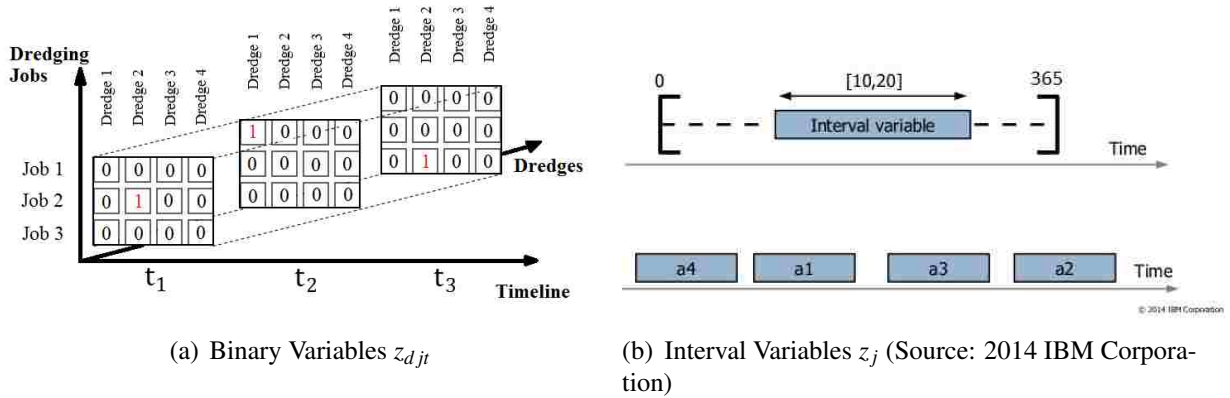 Dredging
Jobs
Dredge 1
Dredge 2
Dredge 3
Dredge 4
Dredge 1
Dredge 2
Dredge 3
Dredge 4
Dredge 1
Dredge 2
Dredge 3
Dredge 4
0 0 0 0
0 0 0 0
0 1 0 0
1 0 0 0
0 0 0 0
0 0 0 0
Job 1
Job 2
Job 3
0 0 0 0
0 1 0 0
0 0 0 0
Dredges
t1
t2
t3
Timeline
(a) Binary Variables z_djt
0
[10,20]
365
Interval variable
Time
a4 a1 a3 a2
Time
© 2014 IBM Corporation
(b) Interval Variables z_j (Source: 2014 IBM Corpora-
tion)